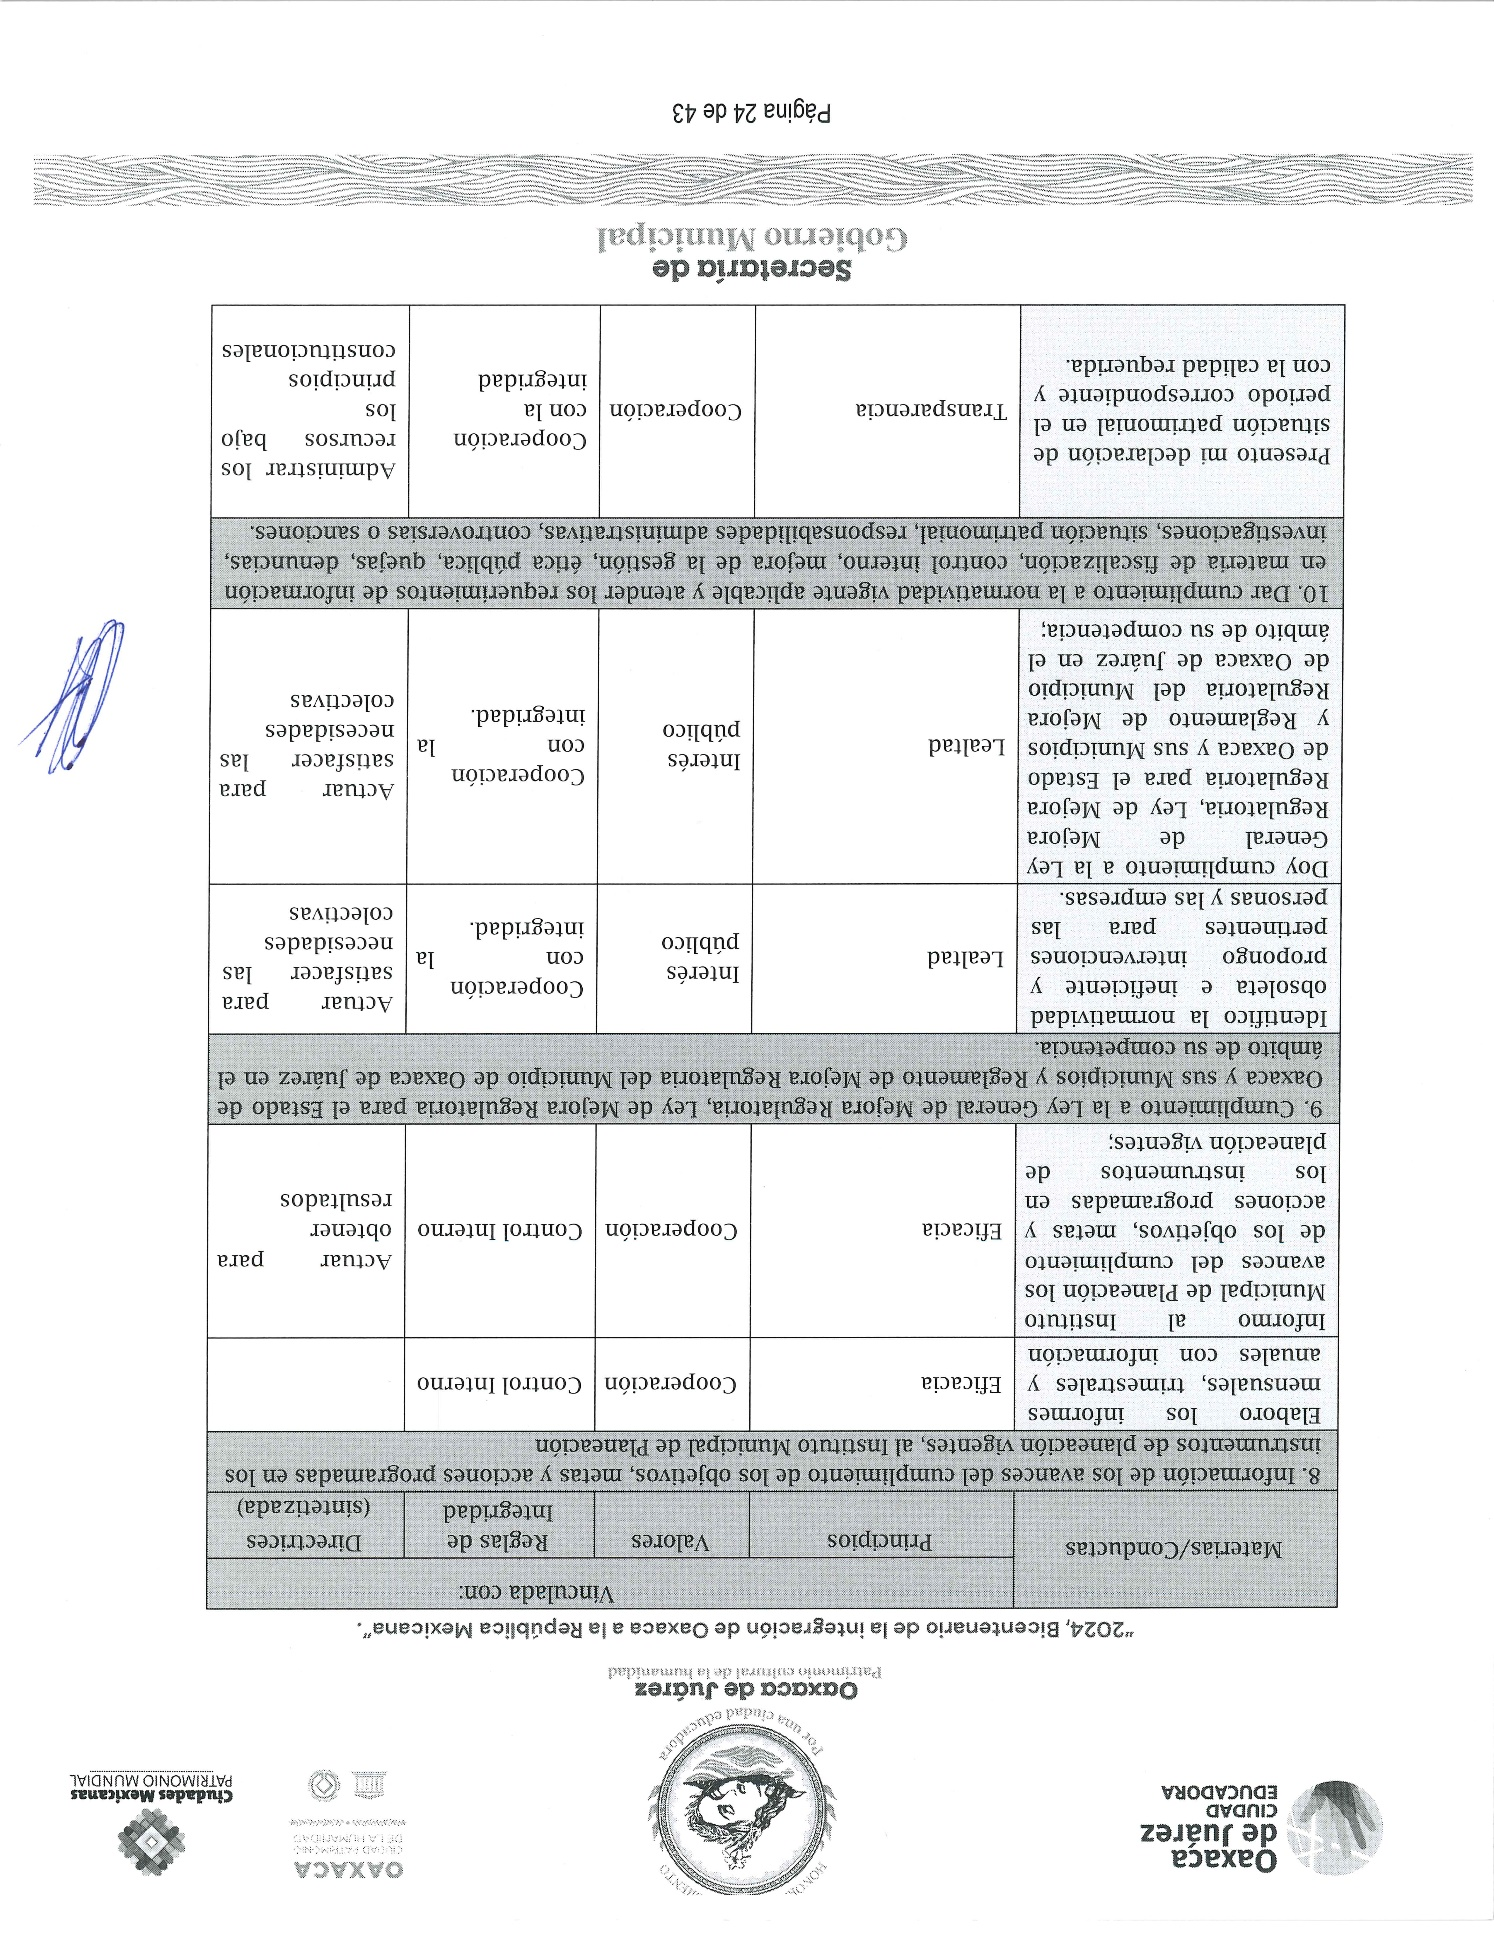 Oaxaca
de Juárez
CIUDAD
EDUCADORA
Por una ciudad educadora
Oaxaca de Juárez
Patrimonio cultural de la humanidad
OAXACA
CIUDAD PATRIMONIO
DE LA HUMANIDAD
Ciudades Mexicanas
PATRIMONIO MUNDIAL
"2024, Bicentenario de la integración de Oaxaca a la República Mexicana".
Materias/Conductas
Vinculada con:
Principios
Valores
Reglas de
Integridad
Directrices
(sintetizada)
8. Información de los avances del cumplimiento de los objetivos, metas y acciones programadas en los
instrumentos de planeación vigentes, al Instituto Municipal de Planeación
Elaboro los informes
mensuales, trimestrales y
anuales con información
Eficacia
Cooperación
Control Interno
Informo al Instituto
Municipal de Planeación los
avances del cumplimiento
de los objetivos, metas y
acciones programadas en
los instrumentos de
planeación vigentes;
Eficacia
Cooperación
Control Interno
Actuar para
obtener
resultados
9. Cumplimiento a la Ley General de Mejora Regulatoria, Ley de Mejora Regulatoria para el Estado de
Oaxaca y sus Municipios y Reglamento de Mejora Regulatoria del Municipio de Oaxaca de Juárez en el
ámbito de su competencia.
Identifico la normatividad
obsoleta e ineficiente y
propongo intervenciones
pertinentes para las
personas y las empresas.
Lealtad
Interés
público
Cooperación
con la
integridad.
Actuar para
satisfacer las
necesidades
colectivas
Doy cumplimiento a la Ley
General de Mejora
Regulatoria, Ley de Mejora
Regulatoria para el Estado
de Oaxaca y sus Municipios
y Reglamento de Mejora
Regulatoria del Municipio
de Oaxaca de Juárez en el
ámbito de su competencia;
Lealtad
Interés
público
Cooperación
con la
integridad.
Actuar para
satisfacer las
necesidades
colectivas
10. Dar cumplimiento a la normatividad vigente aplicable y atender los requerimientos de información
en materia de fiscalización, control interno, mejora de la gestión, ética pública, quejas, denuncias,
investigaciones, situación patrimonial, responsabilidades administrativas, controversias o sanciones.
Presento mi declaración de
situación patrimonial en el
periodo correspondiente y
con la calidad requerida.
Transparencia
Cooperación
Cooperación
con la
integridad
Administrar los
recursos bajo
los
principios
constitucionales
Secretaría de
Gobierno Municipal
Página 24 de 43